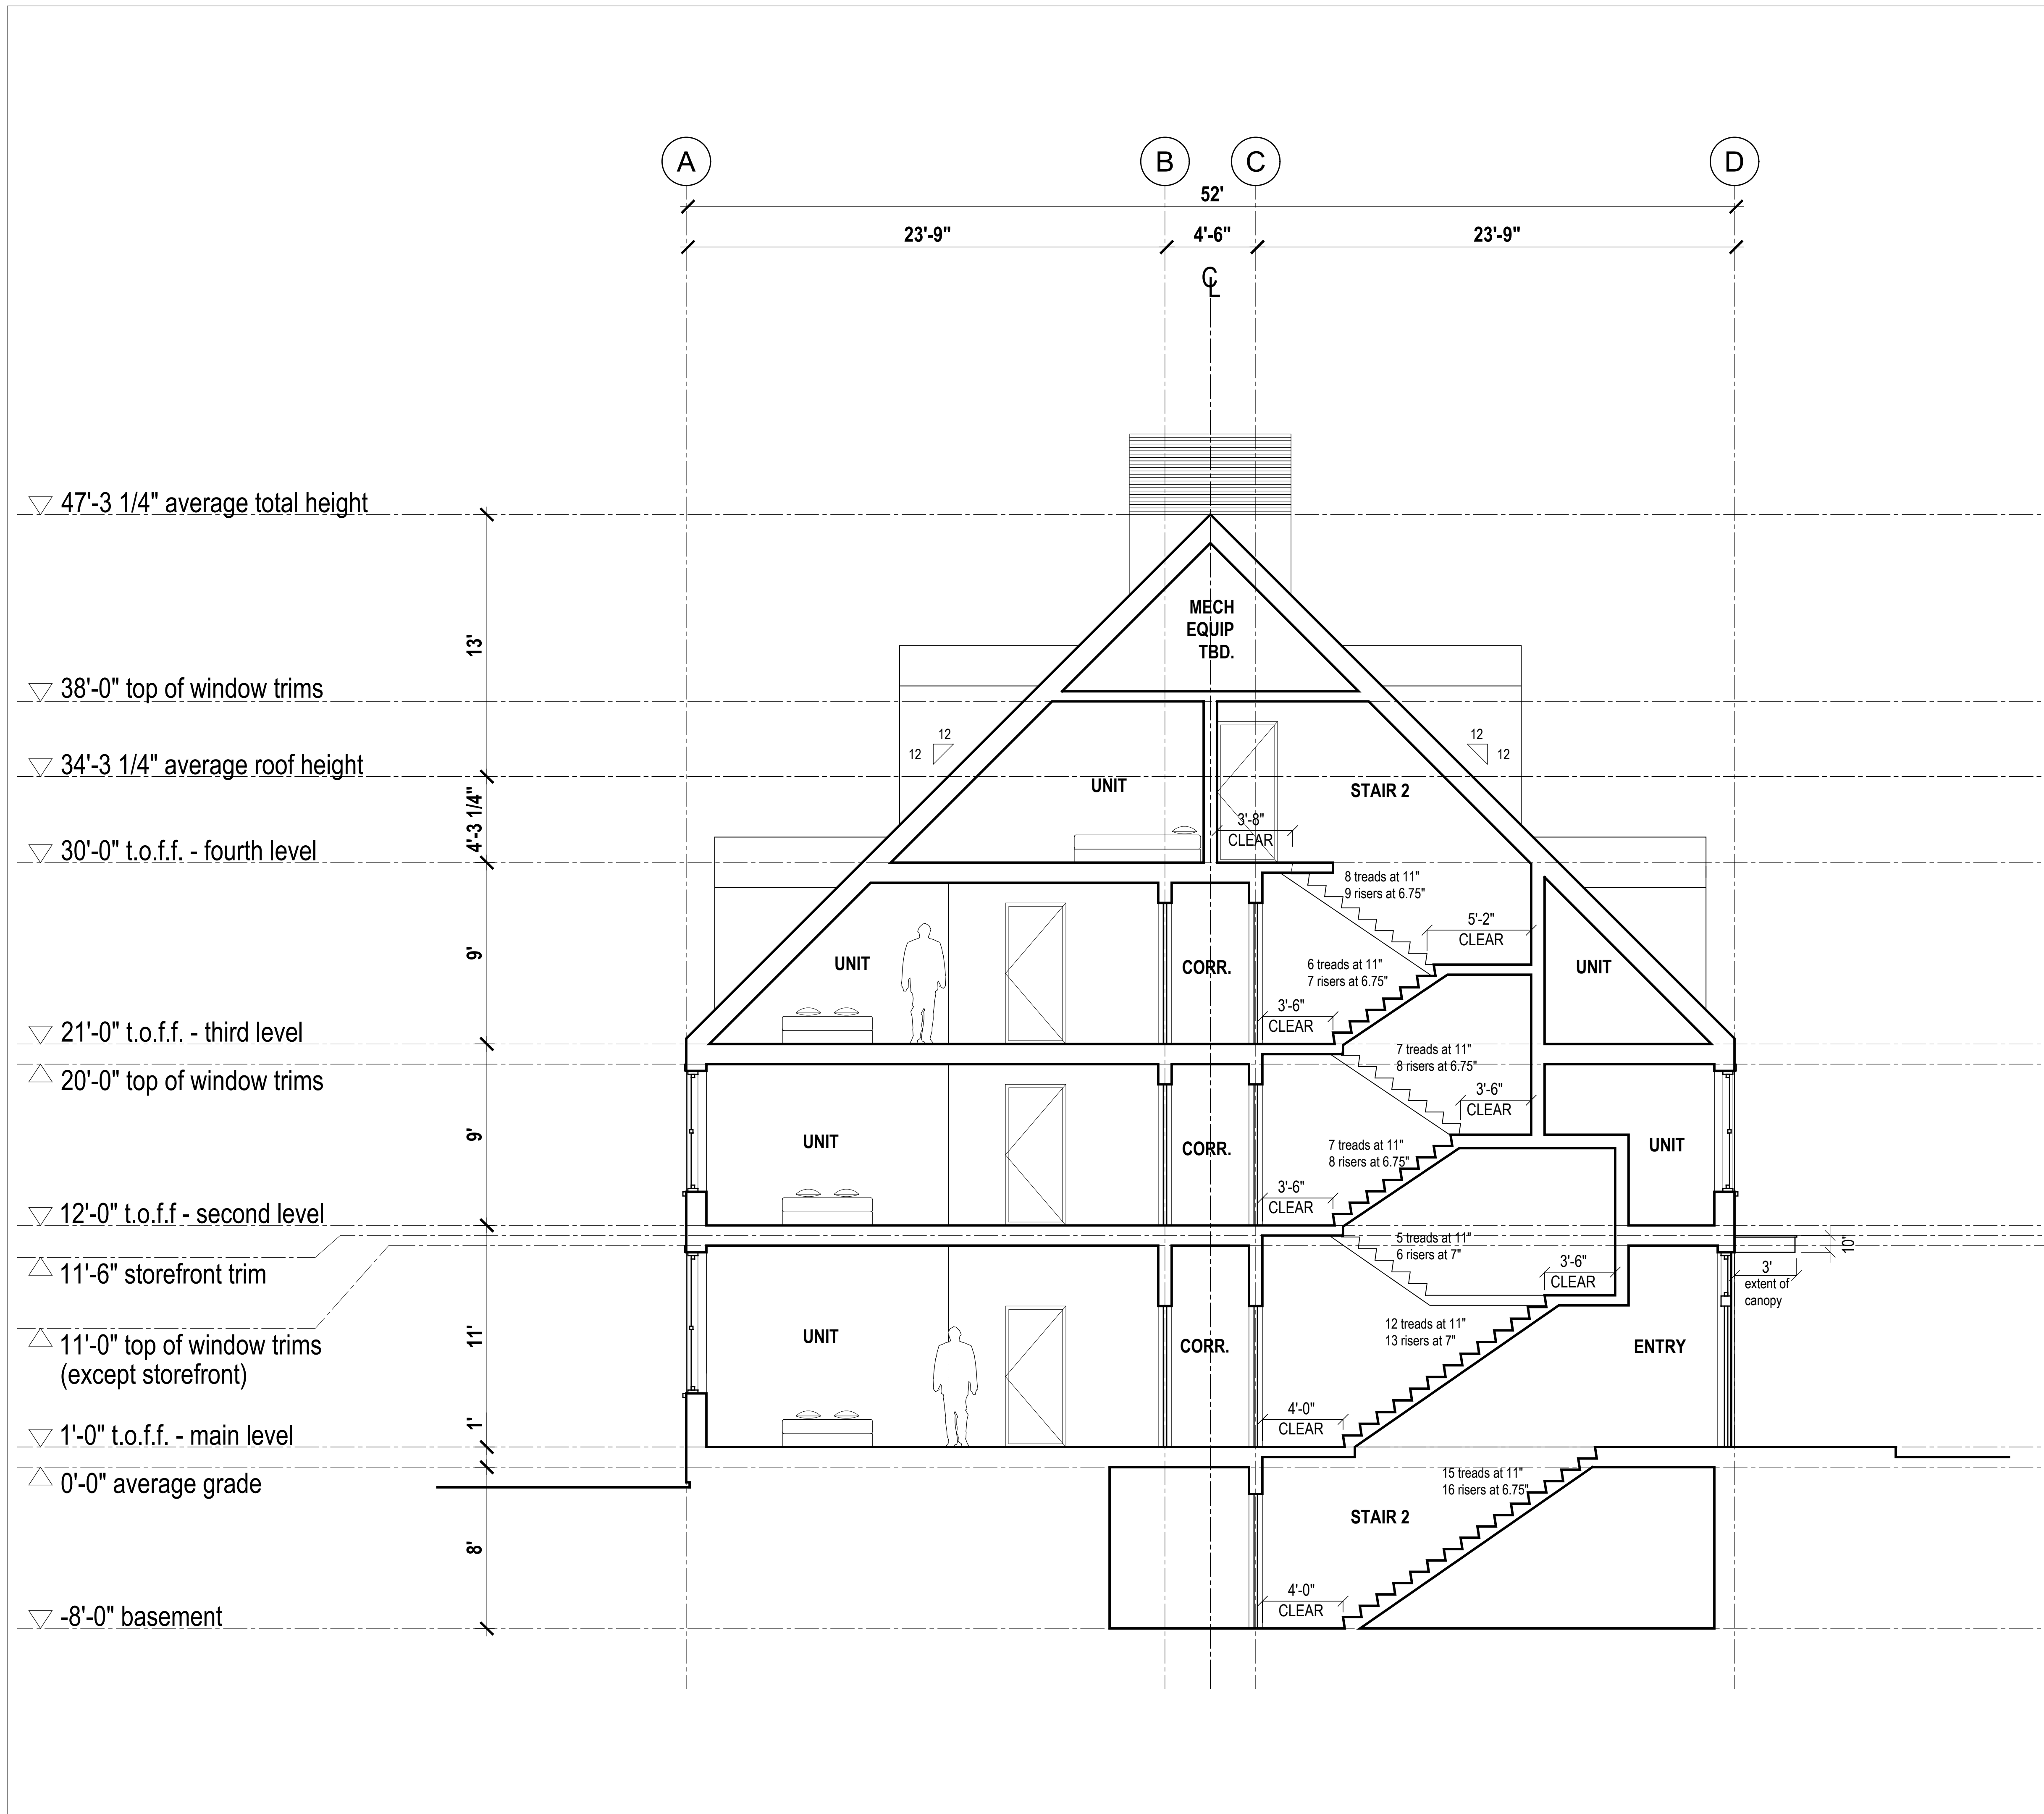 A B C D
52'
23'-9" 4'-6" 23'-9"
CL
47'-3 1/4" average total height
13'
MECH
EQUIP
TBD.
38'-0" top of window trims
12 12
12 12
34'-3 1/4" average roof height
UNIT STAIR 2
4'-3 1/4"
3'-8"
CLEAR
30'-0" t.o.f.f. - fourth level
8 treads at 11"
9 risers at 6.75"
5'-2"
CLEAR
9'
UNIT CORR. UNIT
6 treads at 11"
7 risers at 6.75"
3'-6"
CLEAR
21'-0" t.o.f.f. - third level
7 treads at 11"
8 risers at 6.75"
20'-0" top of window trims
3'-6"
CLEAR
9'
UNIT CORR. UNIT
7 treads at 11"
8 risers at 6.75"
3'-6"
CLEAR
12'-0" t.o.f.f - second level
5 treads at 11"
6 risers at 7"
10"
3'-6"
CLEAR
3'
extent of
canopy
11'-6" storefront trim
11'
12 treads at 11"
13 risers at 7"
11'-0" top of window trims
(except storefront)
UNIT CORR. ENTRY
4'-0"
CLEAR
1'
1'-0" t.o.f.f. - main level
0'-0" average grade
15 treads at 11"
16 risers at 6.75"
STAIR 2
8'
4'-0"
CLEAR
-8'-0" basement